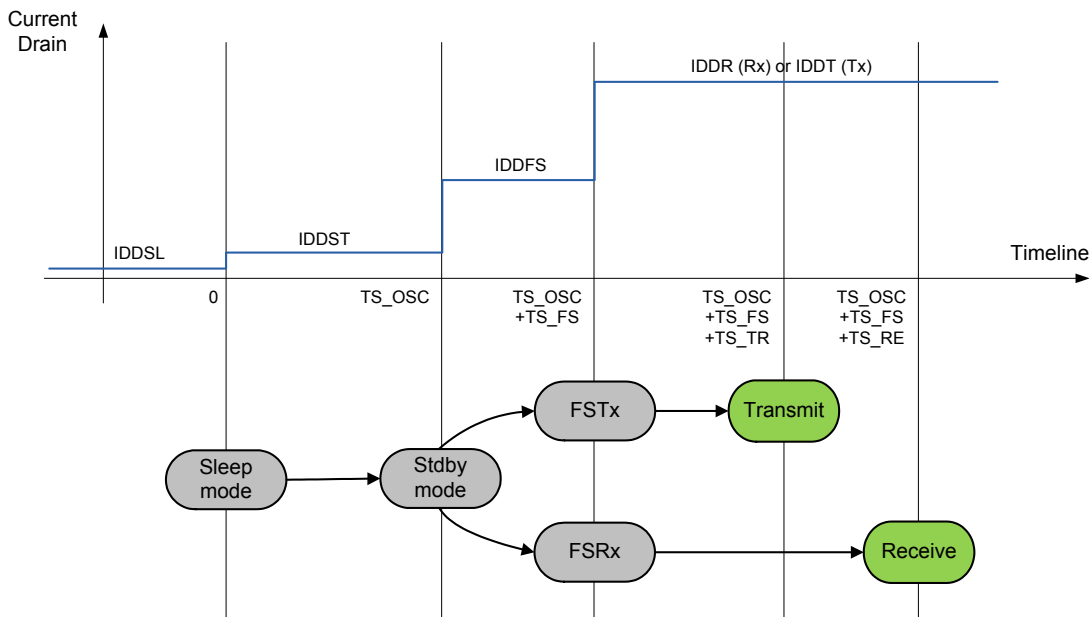 Current
Drain
IDDR (Rx) or IDDT (Tx)
IDDFS
IDDST
IDDSL
Timeline
0
TS_OSC
TS_OSC
+TS_FS
TS_OSC
+TS_FS
+TS_TR
TS_OSC
+TS_FS
+TS_RE
FSTx
Transmit
Sleep
mode
Stdby
mode
FSRx
Receive